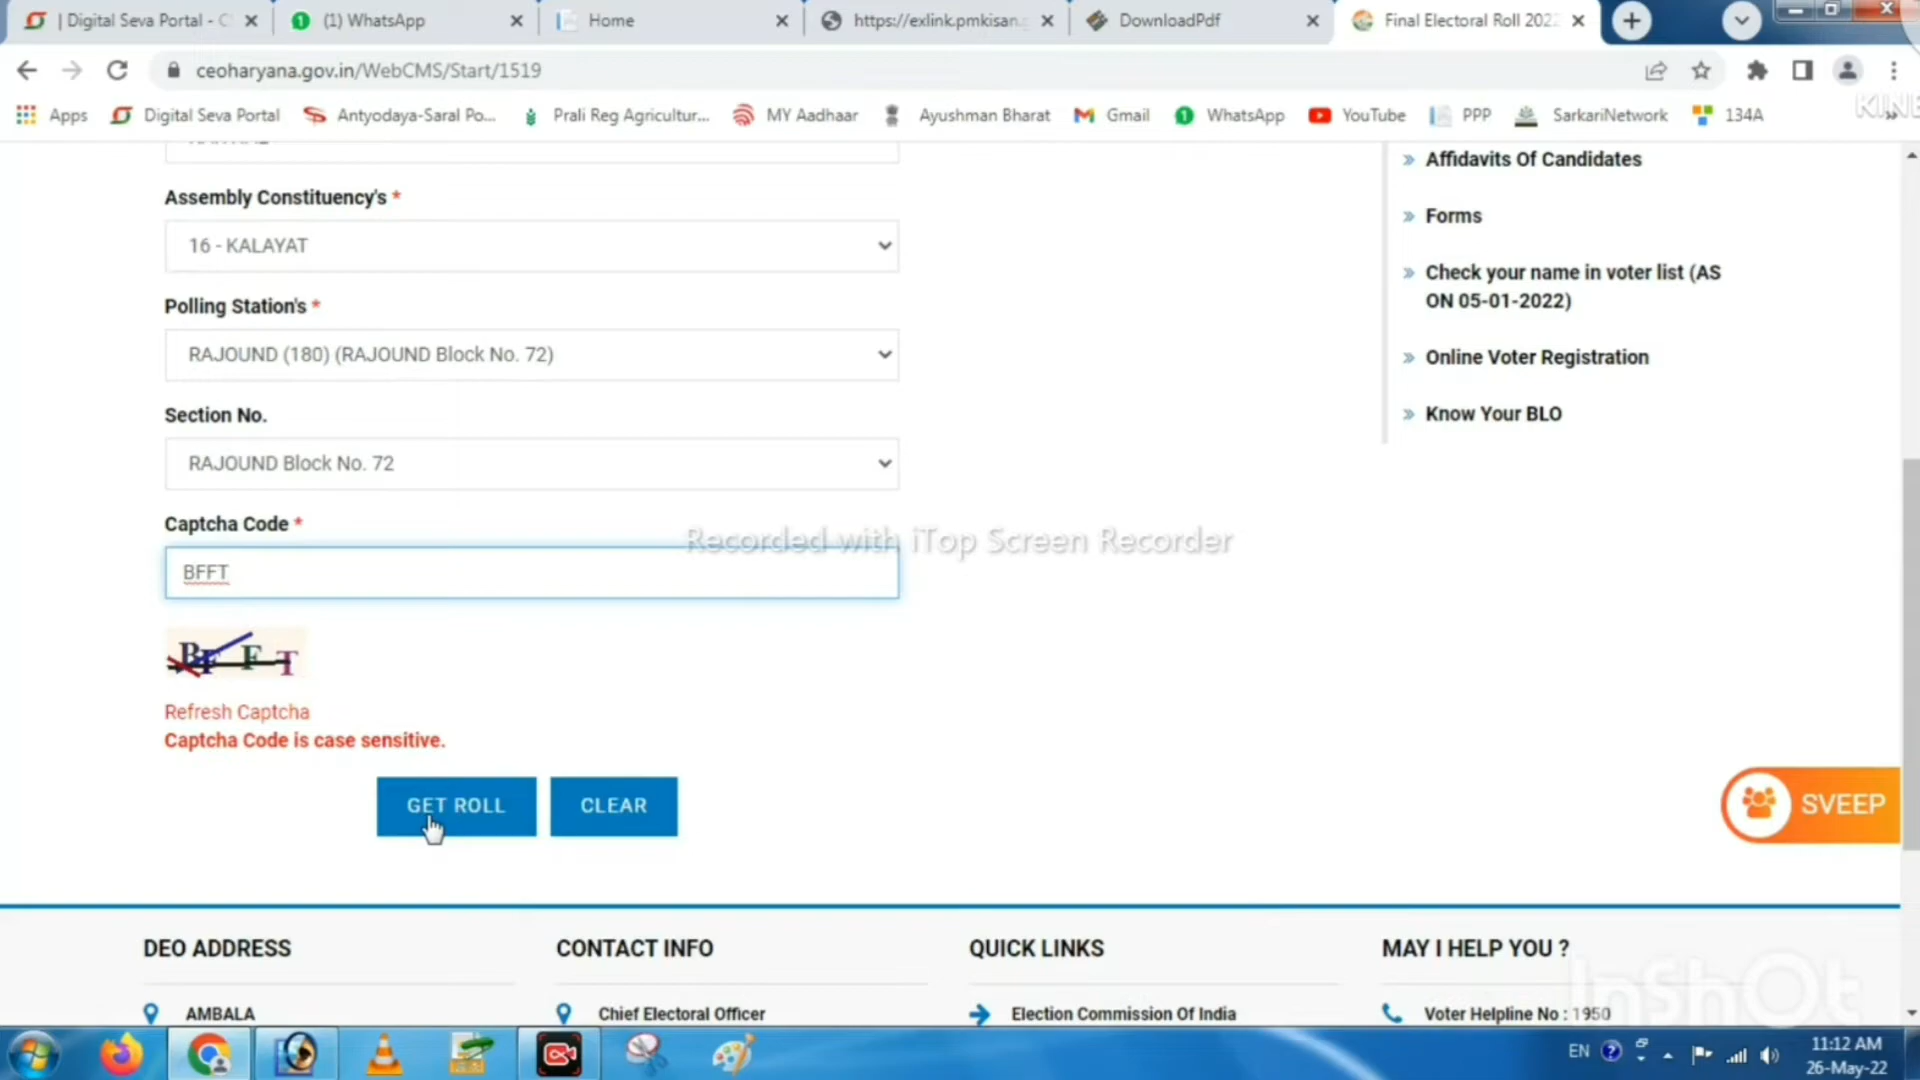 | Digital Seva Portal - C
(1) WhatsApp
Home
https://exlink.pmkisan.g
DownloadPdf
Final Electoral Roll 2022
ceoharyana.gov.in/WebCMS/Start/1519
Apps
Digital Seva Portal
Antyodaya-Saral Po...
Prali Reg Agricultur...
MY Aadhaar
Ayushman Bharat
Gmail
WhatsApp
YouTube
PPP
SarkariNetwork
134A
KINE
Assembly Constituency's *
16 - KALAYAT
Polling Station's *
RAJOUND (180) (RAJOUND Block No. 72)
Section No.
RAJOUND Block No. 72
Captcha Code *
BFFT
BF F T
Refresh Captcha
Captcha Code is case sensitive.
GET ROLL
CLEAR
Affidavits Of Candidates
Forms
Check your name in voter list (AS
ON 05-01-2022)
Online Voter Registration
Know Your BLO
Recorded with iTop Screen Recorder
SVEEP
DEO ADDRESS
AMBALA
CONTACT INFO
Chief Electoral Officer
QUICK LINKS
Election Commission Of India
MAY I HELP YOU ?
Voter Helpline No : 1950
InShOt
EN
11:12 AM
26-May-22